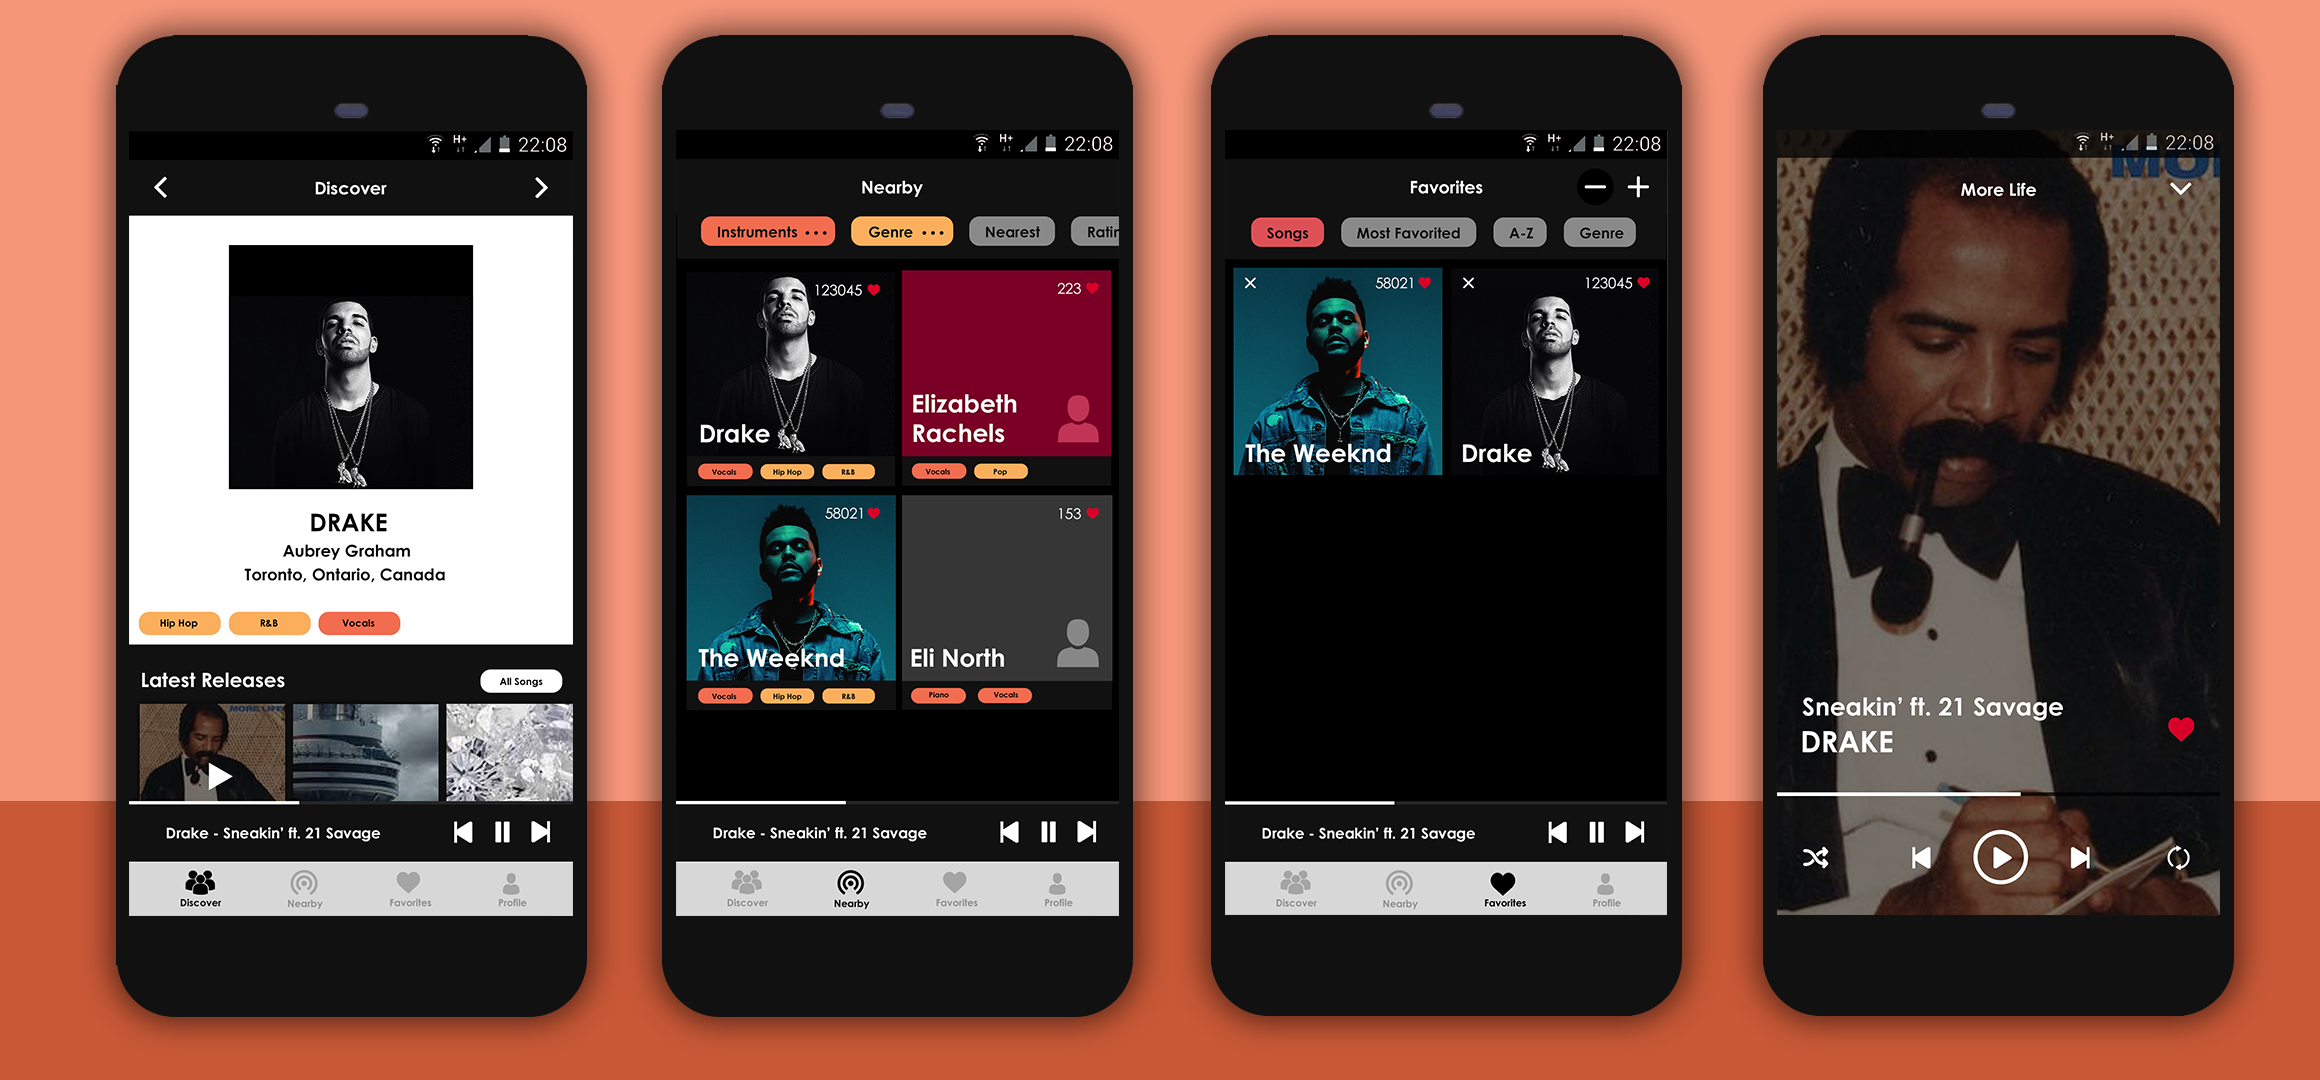 H+ 22:08
Discover
DRAKE
Aubrey Graham
Toronto, Ontario, Canada
Hip Hop R&B Vocals
Latest Releases All Songs
MORE LIFE
Drake - Sneakin' ft. 21 Savage
Discover Nearby Favorites Profile
H+ 22:08
Nearby
Instruments ... Genre ... Nearest Ratin
123045
Drake
Vocals Hip Hop R&B
223
Elizabeth
Rachels
Vocals Pop
58021
The Weeknd
Vocals Hip Hop R&B
153
Eli North
Piano Vocals
Drake - Sneakin' ft. 21 Savage
Discover Nearby Favorites Profile
H+ 22:08
Favorites
Songs Most Favorited A-Z Genre
58021
The Weeknd
123045
Drake
Drake - Sneakin' ft. 21 Savage
Discover Nearby Favorites Profile
H+ 22:08
More Life
Sneakin' ft. 21 Savage
DRAKE